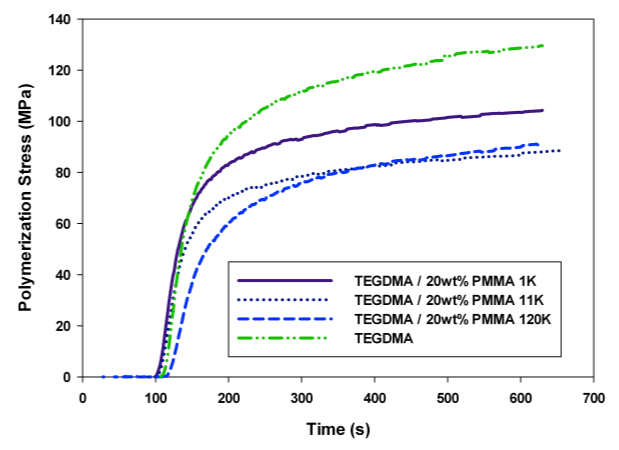 140
120
100
80
60
40
20
0
Polymerization Stress (MPa)
TEGDMA / 20wt% PMMA 1K
TEGDMA / 20wt% PMMA 11K
TEGDMA / 20wt% PMMA 120K
TEGDMA
0 100 200 300 400 500 600 700
Time (s)